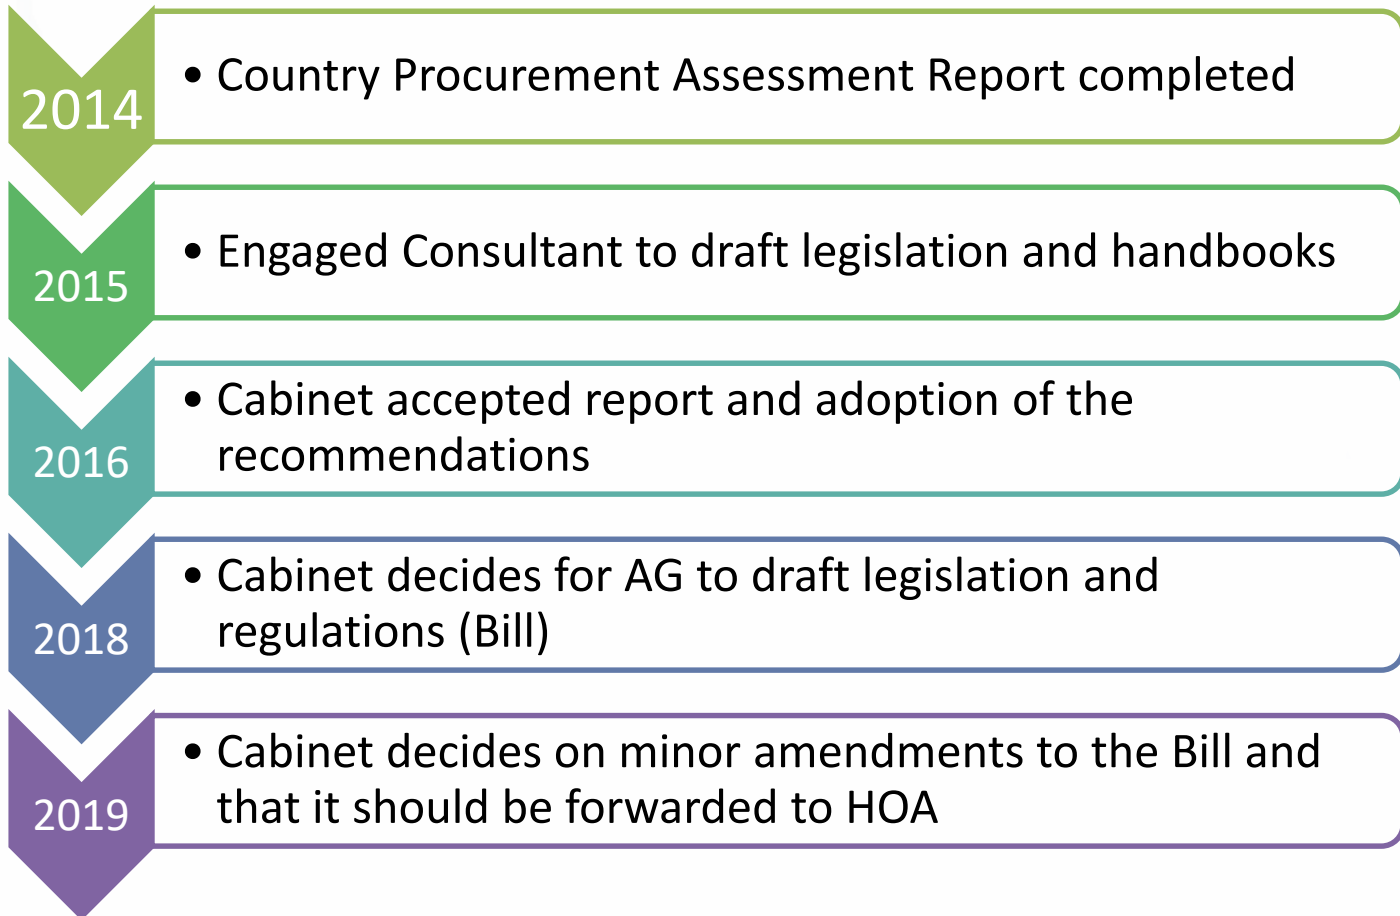 2014
• Country Procurement Assessment Report completed
2015
• Engaged Consultant to draft legislation and handbooks
2016
• Cabinet accepted report and adoption of the
recommendations
2018
• Cabinet decides for AG to draft legislation and
regulations (Bill)
2019
• Cabinet decides on minor amendments to the Bill and
that it should be forwarded to HOA